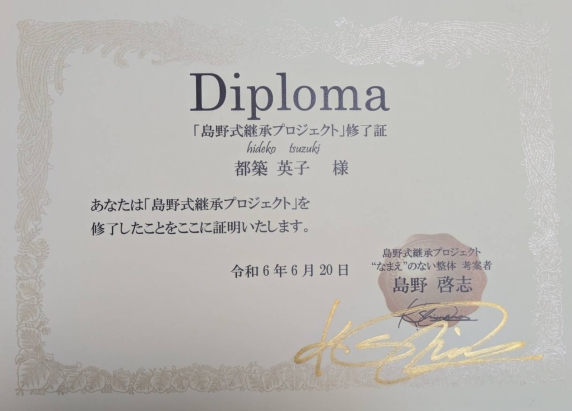 Diploma
「島野式継承プロジェクト」修了証
hideko tsuzuki
都築 英子 様
あなたは「島野式継承プロジェクト」を
修了したことをここに証明いたします。
令和6年6月20日
島野式継承プロジェクト
“なまえ”のない整体 考案者
島野 啓志